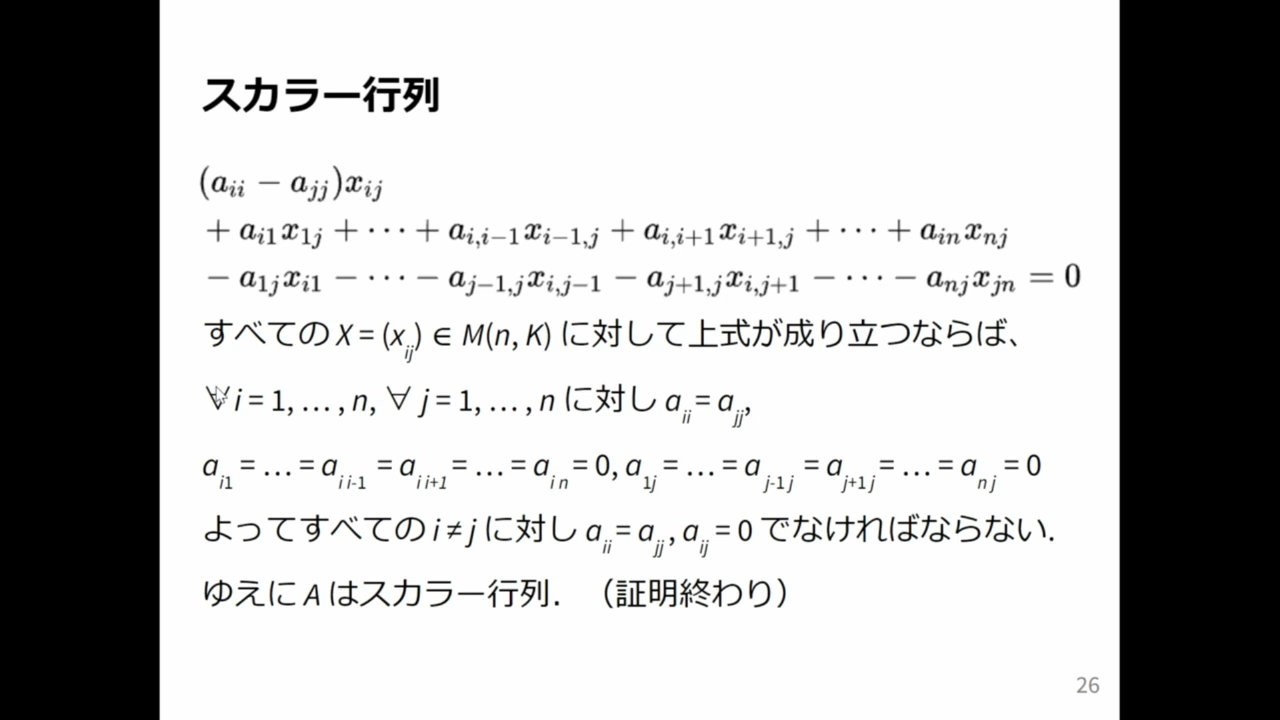 スカラー行列
(a_{ii} − a_{jj})x_{ij}
+ a_{i1}x_{1j} + ⋯ + a_{i,i−1}x_{i−1,j} + a_{i,i+1}x_{i+1,j} + ⋯ + a_{in}x_{nj}
− a_{1j}x_{i1} − ⋯ − a_{j−1,j}x_{i,j−1} − a_{j+1,j}x_{i,j+1} − ⋯ − a_{nj}x_{jn} = 0
すべての X = (x_{ij}) ∈ M(n, K) に対して上式が成り立つならば、
∀ i = 1, … , n, ∀ j = 1, … , n に対し a_{ii} = a_{jj},
a_{i1} = … = a_{i i-1} = a_{i i+1} = … = a_{i n} = 0, a_{1j} = … = a_{j-1 j} = a_{j+1 j} = … = a_{n j} = 0
よってすべての i ≠ j に対し a_{ii} = a_{jj} , a_{ij} = 0 でなければならない.
ゆえに A はスカラー行列. （証明終わり）
26